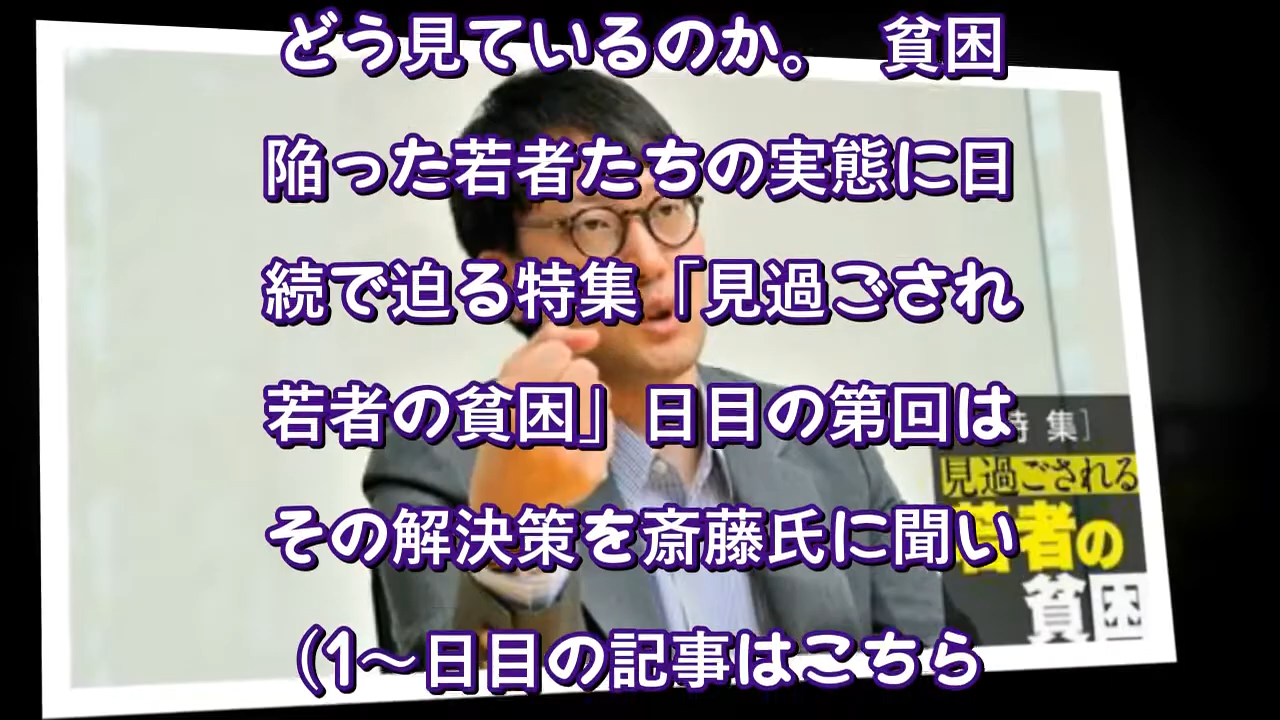 どう見ているのか。　貧困
陥った若者たちの実態に日
続で迫る特集「見過ごされ
若者の貧困」日目の第回は
その解決策を斎藤氏に聞い
（1～日目の記事はこちら
特集］
見過ごされる
若者の
貧困